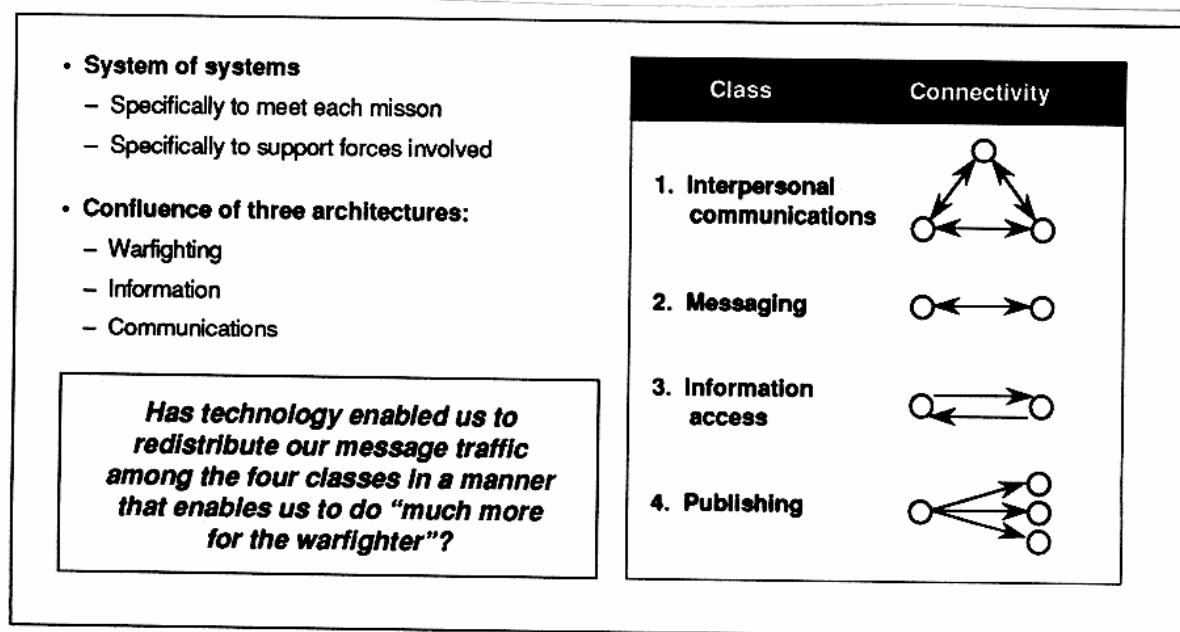 • System of systems
– Specifically to meet each misson
– Specifically to support forces involved
• Confluence of three architectures:
– Warfighting
– Information
– Communications
Has technology enabled us to
redistribute our message traffic
among the four classes in a manner
that enables us to do “much more
for the warfighter”?
Class Connectivity
1. Interpersonal
communications
2. Messaging
3. Information
access
4. Publishing